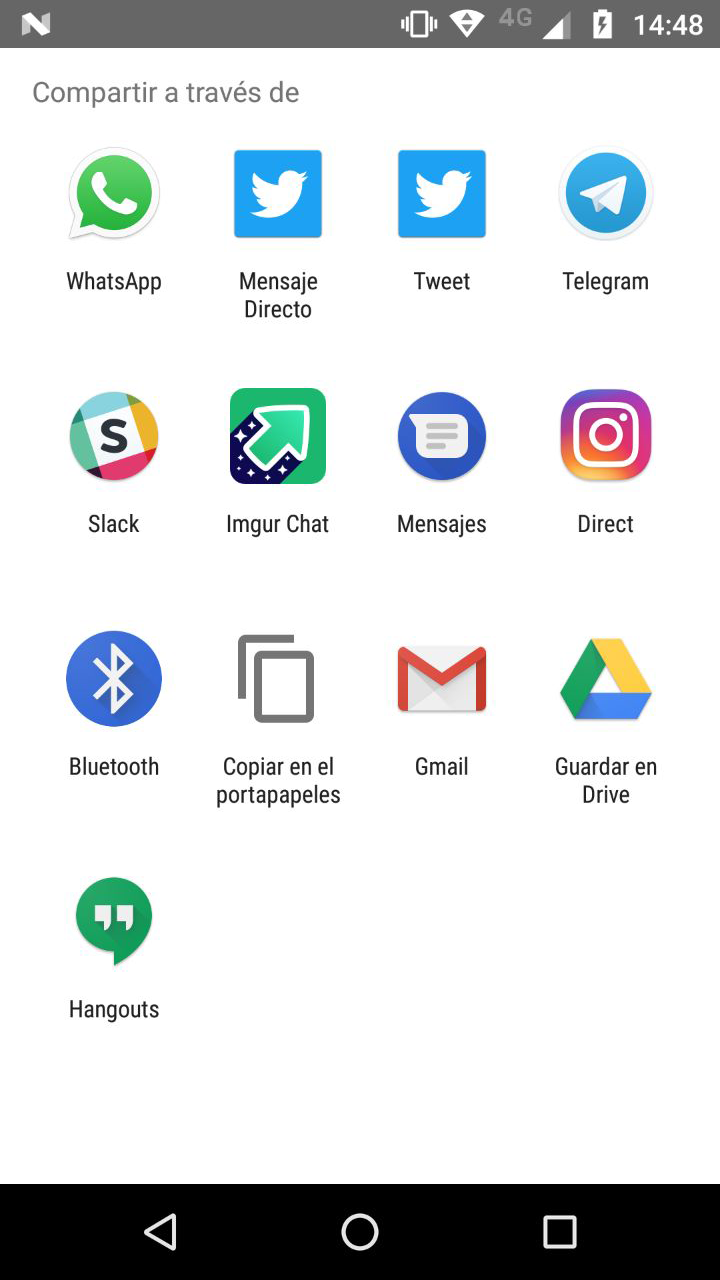 4G 14:48
Compartir a través de
WhatsApp
Mensaje
Directo
Tweet
Telegram
S
Slack
Imgur Chat
Mensajes
Direct
Bluetooth
Copiar en el
portapapeles
Gmail
Guardar en
Drive
Hangouts